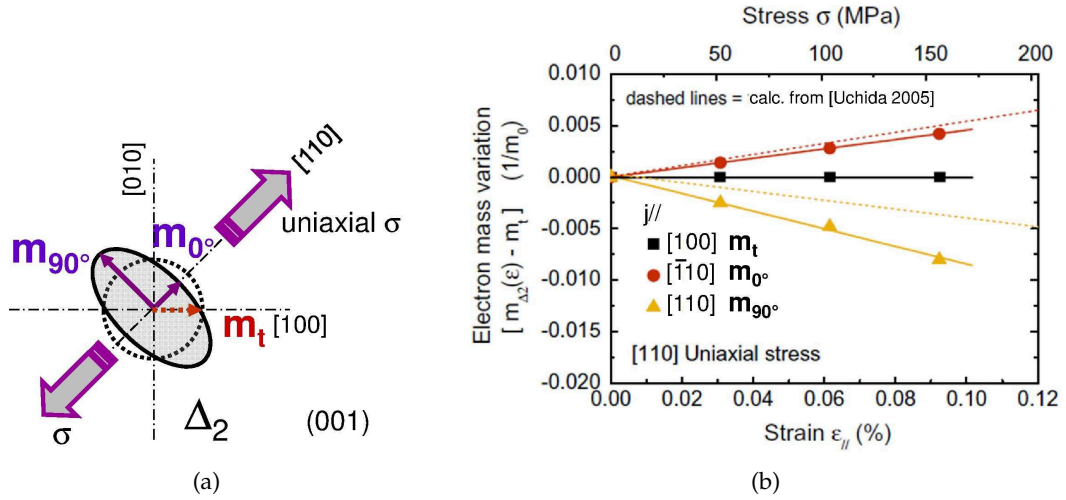 [010]
[110]
uniaxial σ
m0°
m90°
mt [100]
σ
Δ2
(001)
(a)
Stress σ (MPa)
0 50 100 150 200
Electron mass variation
[ mΔ2(ε) - mt ] (1/m0)
0.010
0.005
0.000
-0.005
-0.010
-0.015
-0.020
dashed lines = calc. from [Uchida 2005]
j//
[100] mt
[1̄10] m0°
[110] m90°
[110] Uniaxial stress
0.00 0.02 0.04 0.06 0.08 0.10 0.12
Strain ε// (%)
(b)